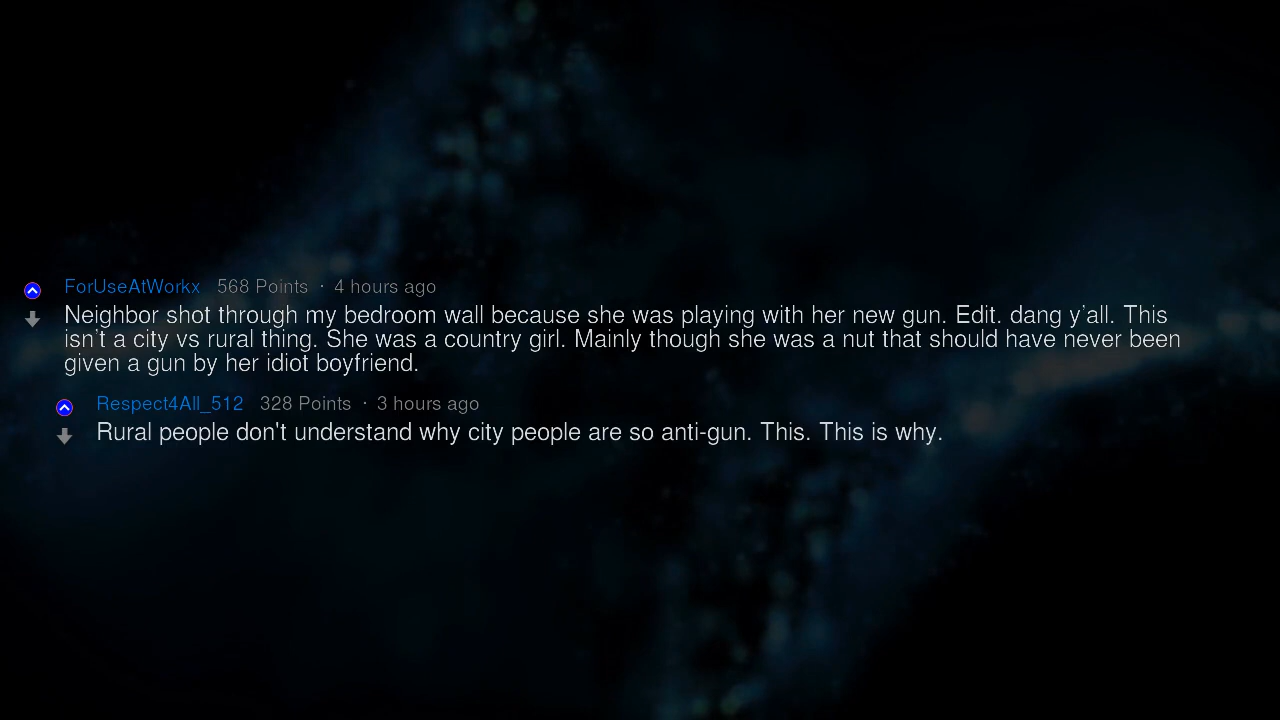 ForUseAtWorkx 568 Points · 4 hours ago
Neighbor shot through my bedroom wall because she was playing with her new gun. Edit. dang y'all. This
isn't a city vs rural thing. She was a country girl. Mainly though she was a nut that should have never been
given a gun by her idiot boyfriend.
Respect4All_512 328 Points · 3 hours ago
Rural people don't understand why city people are so anti-gun. This. This is why.